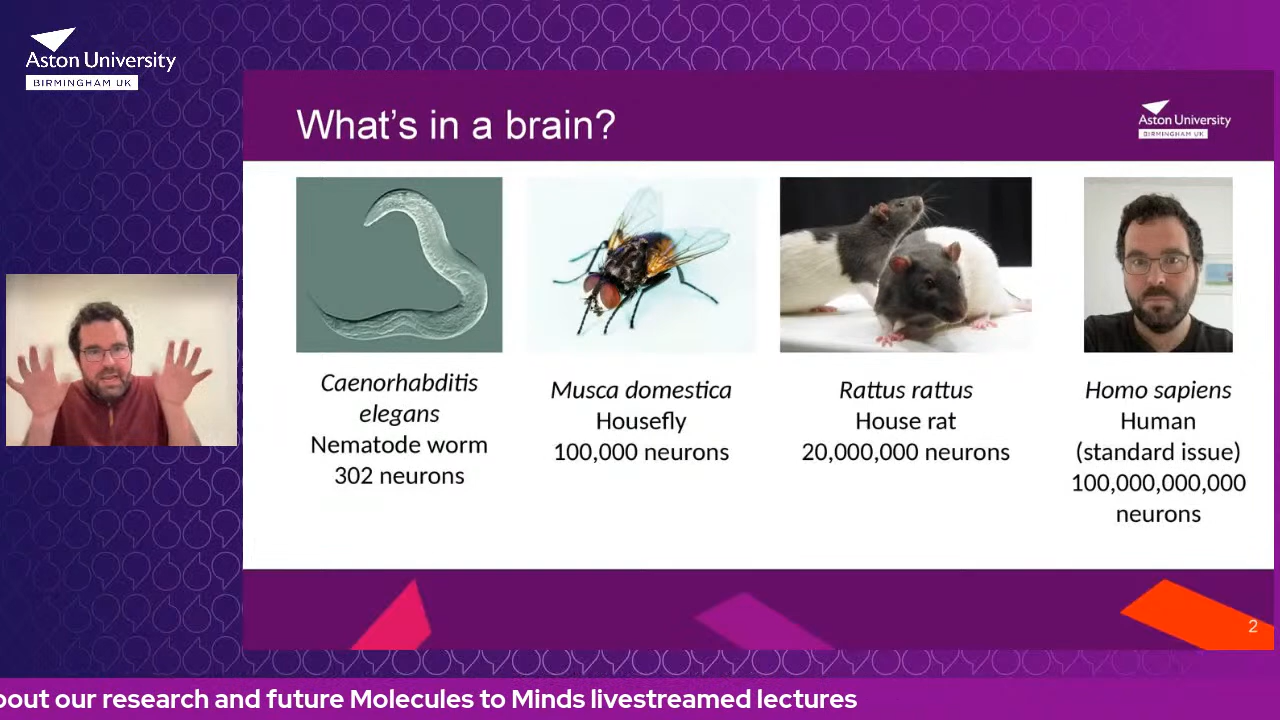 Aston University
BIRMINGHAM UK
What's in a brain?
Aston University
BIRMINGHAM UK
Caenorhabditis
elegans
Nematode worm
302 neurons
Musca domestica
Housefly
100,000 neurons
Rattus rattus
House rat
20,000,000 neurons
Homo sapiens
Human
(standard issue)
100,000,000,000
neurons
2
our research and future Molecules to Minds livestreamed lectures